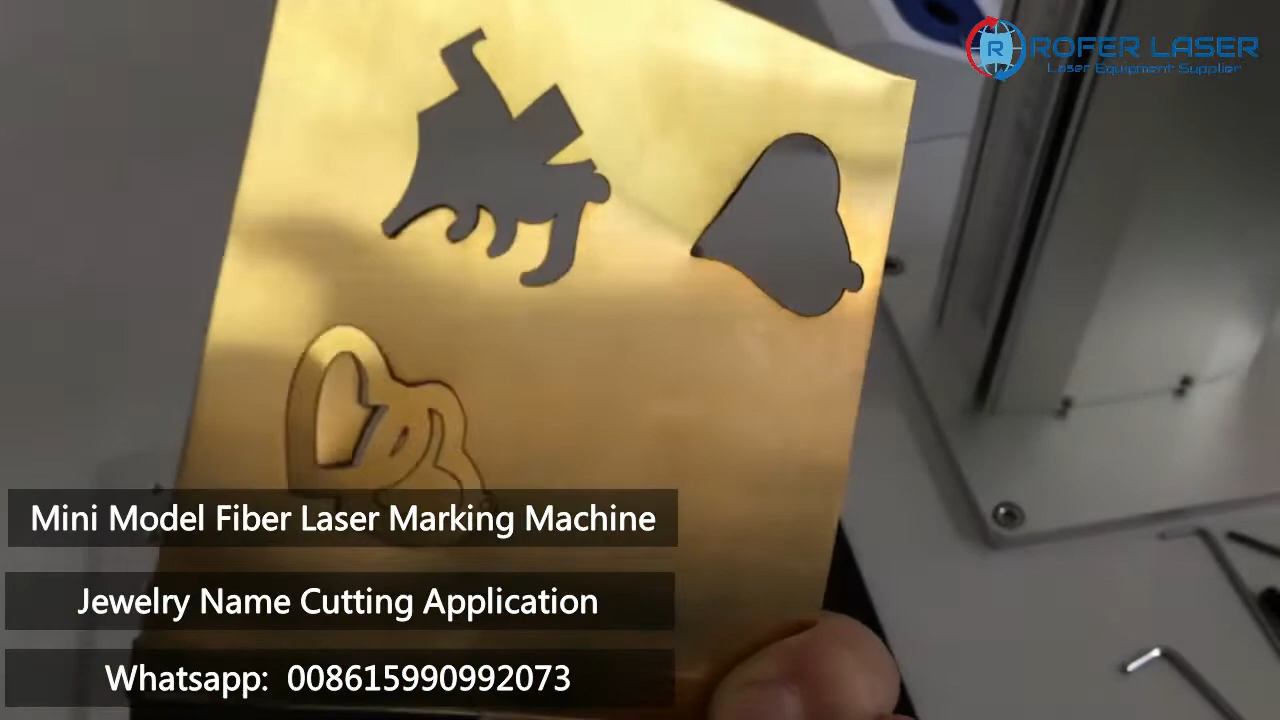 R ROFER LASER
Laser Equipment Supplier
Mini Model Fiber Laser Marking Machine
Jewelry Name Cutting Application
Whatsapp: 008615990992073